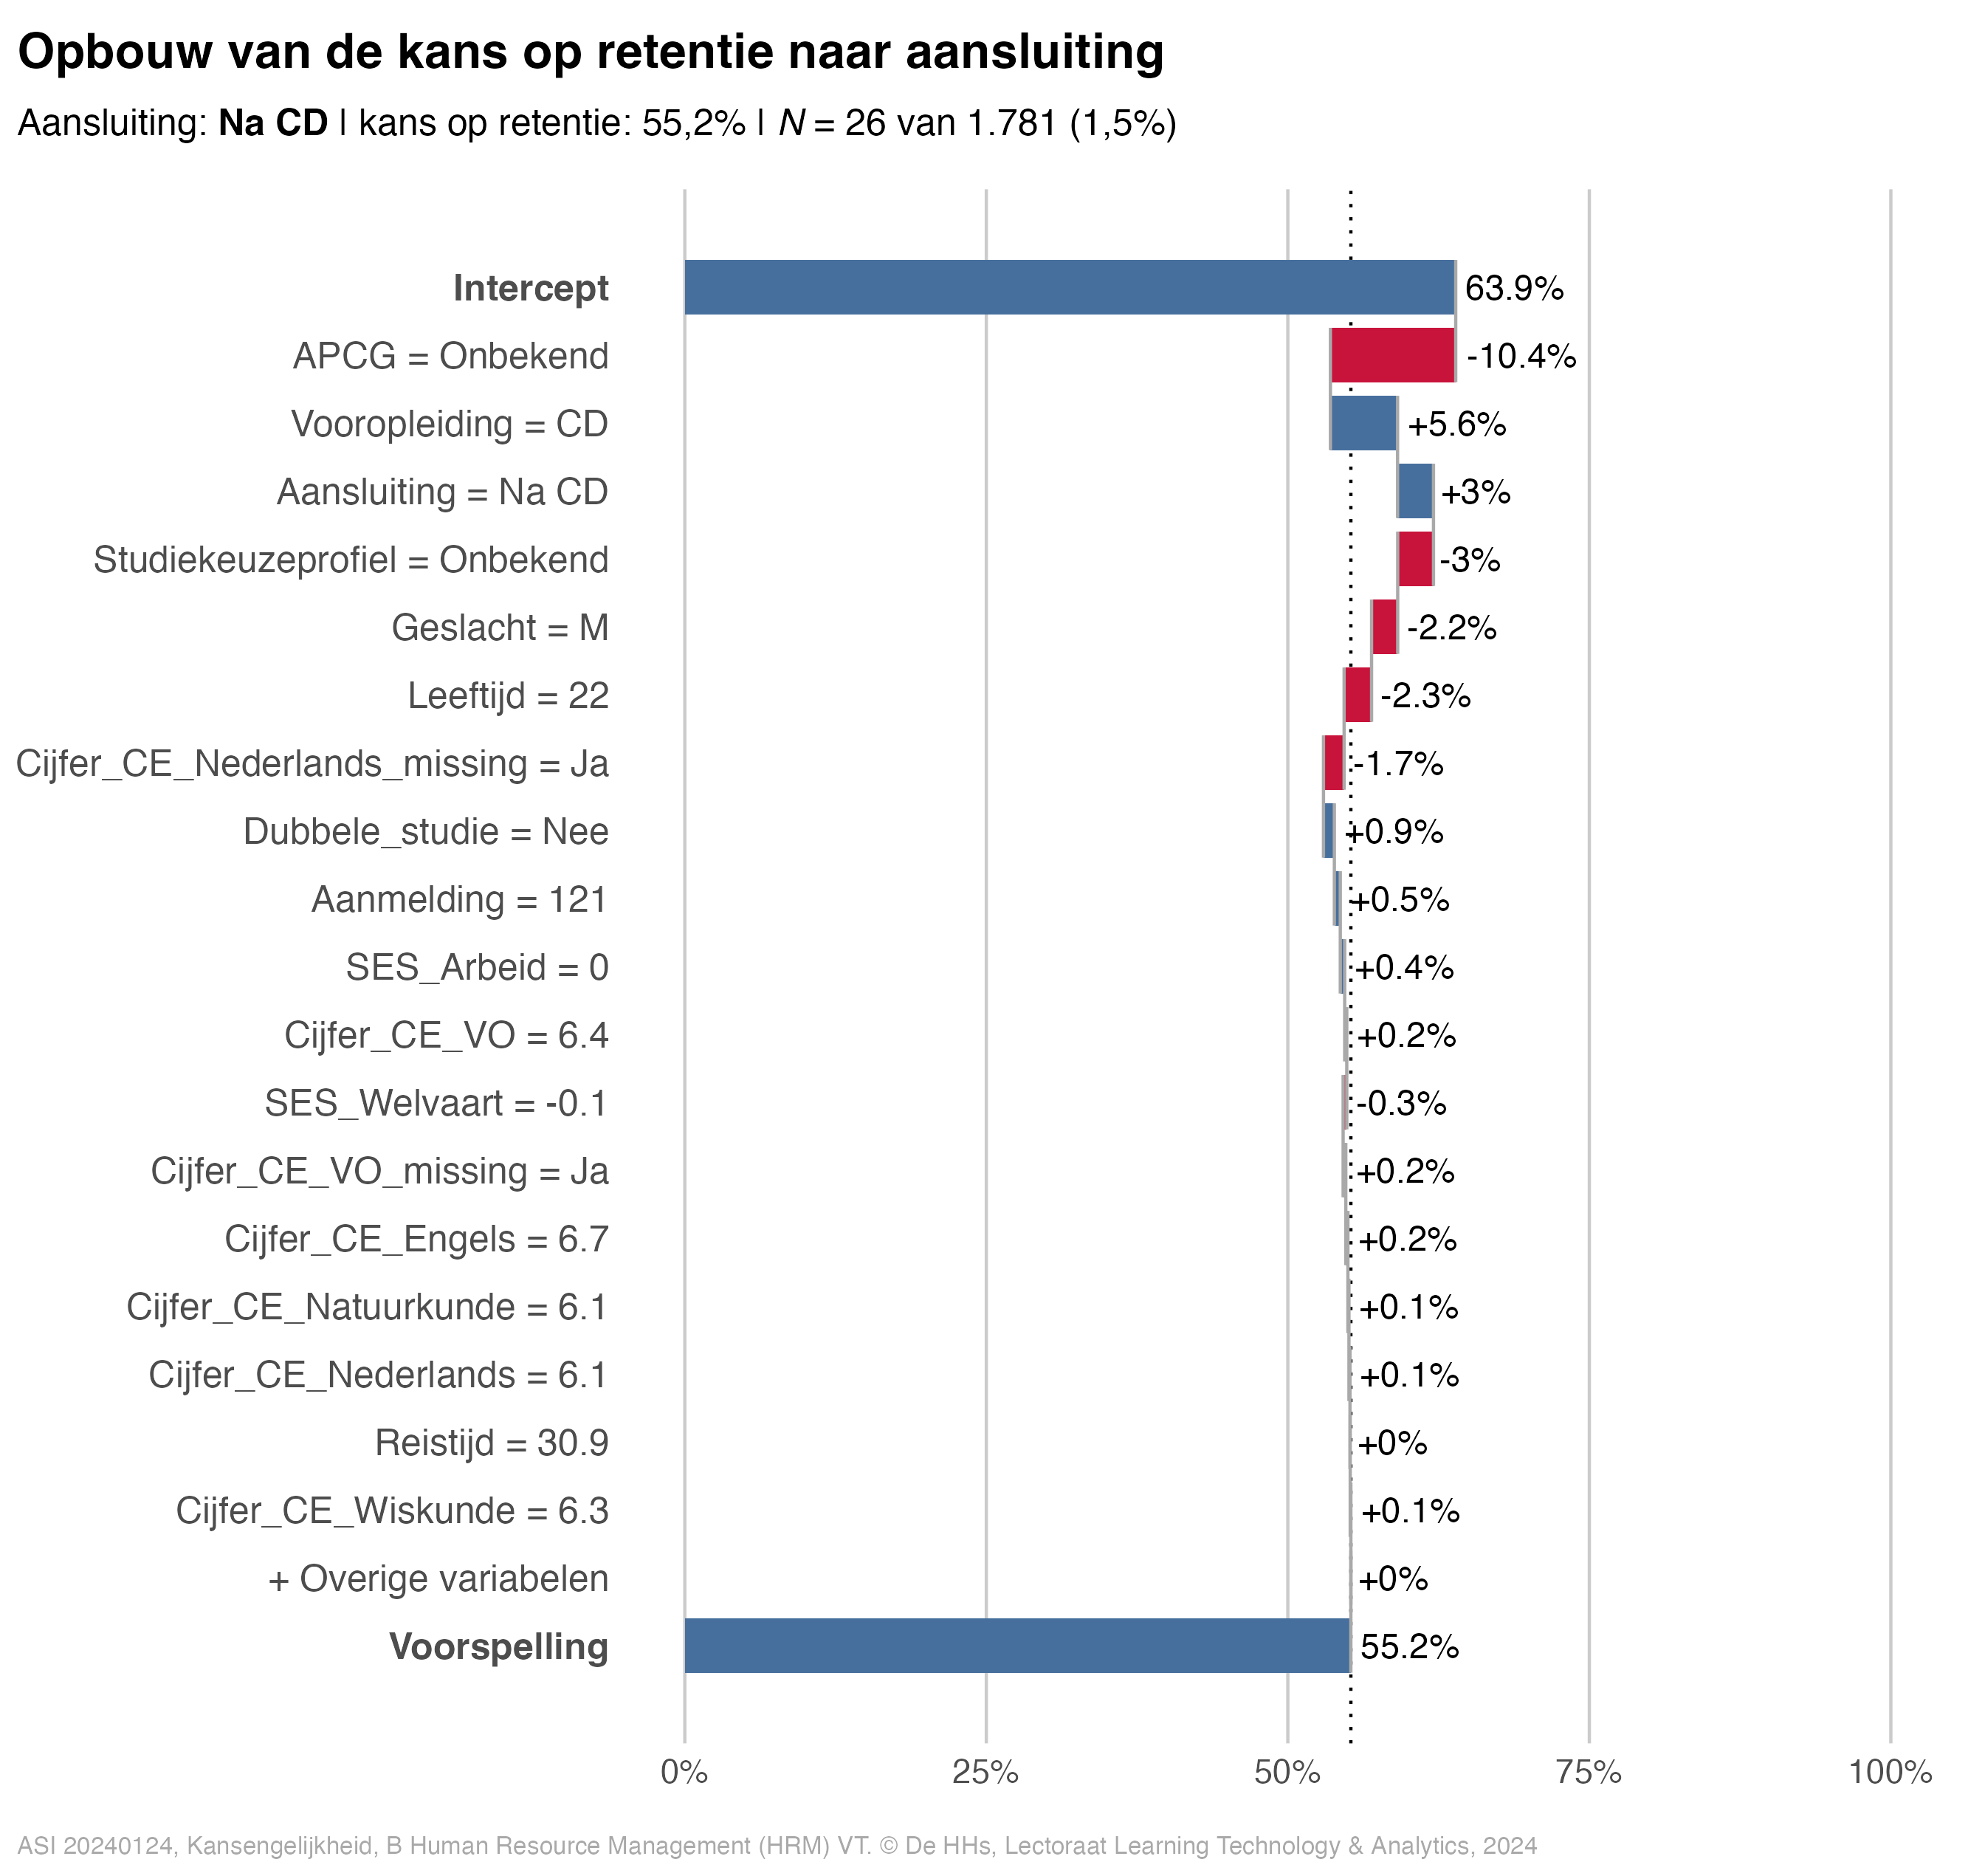 Opbouw van de kans op retentie naar aansluiting
Aansluiting: Na CD | kans op retentie: 55,2% | N = 26 van 1.781 (1,5%)
Intercept 63.9%
APCG = Onbekend -10.4%
Vooropleiding = CD +5.6%
Aansluiting = Na CD +3%
Studiekeuzeprofiel = Onbekend -3%
Geslacht = M -2.2%
Leeftijd = 22 -2.3%
Cijfer_CE_Nederlands_missing = Ja -1.7%
Dubbele_studie = Nee +0.9%
Aanmelding = 121 +0.5%
SES_Arbeid = 0 +0.4%
Cijfer_CE_VO = 6.4 +0.2%
SES_Welvaart = -0.1 -0.3%
Cijfer_CE_VO_missing = Ja +0.2%
Cijfer_CE_Engels = 6.7 +0.2%
Cijfer_CE_Natuurkunde = 6.1 +0.1%
Cijfer_CE_Nederlands = 6.1 +0.1%
Reistijd = 30.9 +0%
Cijfer_CE_Wiskunde = 6.3 +0.1%
+ Overige variabelen +0%
Voorspelling 55.2%
0% 25% 50% 75% 100%
ASI 20240124, Kansengelijkheid, B Human Resource Management (HRM) VT. © De HHs, Lectoraat Learning Technology & Analytics, 2024